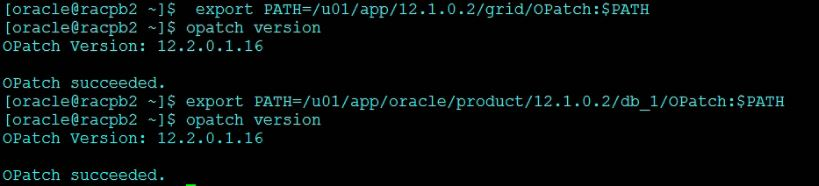 [oracle@racpb2 ~]$  export PATH=/u01/app/12.1.0.2/grid/OPatch:$PATH
[oracle@racpb2 ~]$ opatch version
OPatch Version: 12.2.0.1.16
OPatch succeeded.
[oracle@racpb2 ~]$ export PATH=/u01/app/oracle/product/12.1.0.2/db_1/OPatch:$PATH
[oracle@racpb2 ~]$ opatch version
OPatch Version: 12.2.0.1.16
OPatch succeeded.